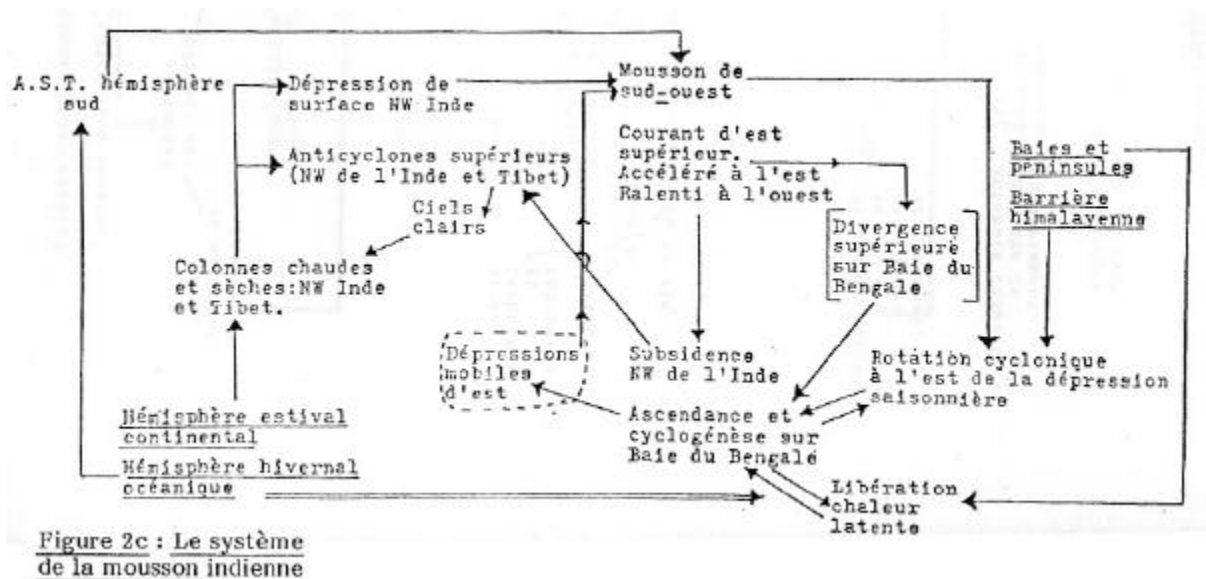 A.S.T. hémisphère
sud
Dépression de
surface NW Inde
Mousson de
sud-ouest
Anticyclones supérieurs
(NW de l'Inde et Tibet)
Courant d'est
supérieur.
Accéléré à l'est
Ralenti à l'ouest
Baies et
peninsules
Barrière
himalayenne
Ciels
clairs
Divergence
supérieure
sur Baie du
Bengale
Colonnes chaudes
et sèches:NW Inde
et Tibet.
Dépressions
mobiles
d'est
Subsidence
NW de l'Inde
Rotation cyclonique
à l'est de la dépression
saisonnière
Hémisphère estival
continental
Ascendance et
cyclogénèse sur
Baie du Bengale
Hémisphère hivernal
océanique
Libération
chaleur
latente
Figure 2c : Le système
de la mousson indienne